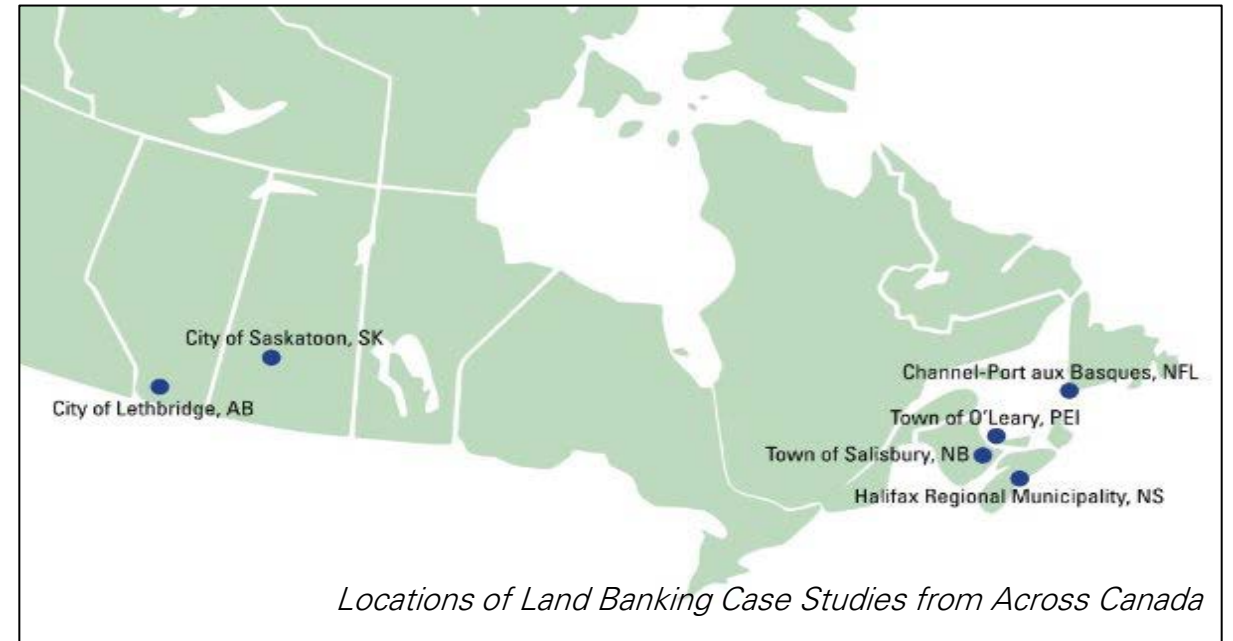 City of Saskatoon, SK
City of Lethbridge, AB
Channel-Port aux Basques, NFL
Town of O'Leary, PEI
Town of Salisbury, NB
Halifax Regional Municipality, NS
Locations of Land Banking Case Studies from Across Canada